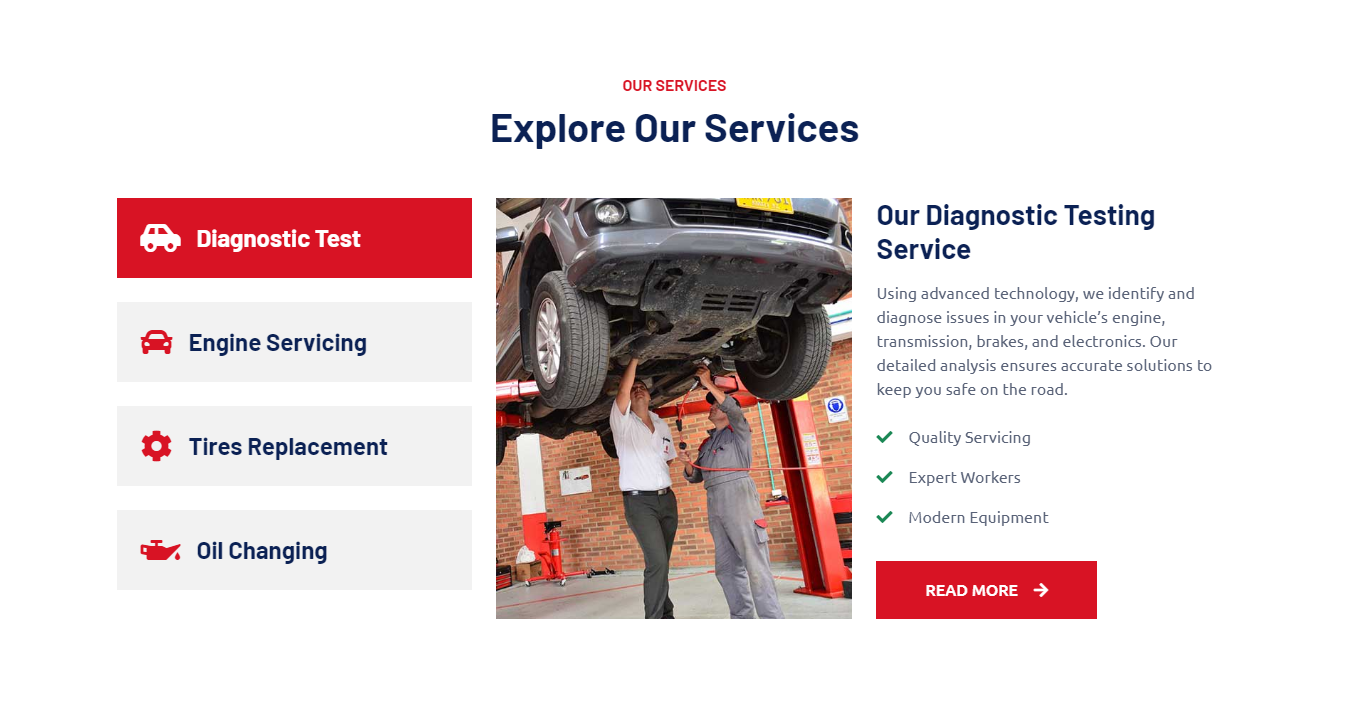 OUR SERVICES
Explore Our Services
Diagnostic Test
Engine Servicing
Tires Replacement
Oil Changing
Our Diagnostic Testing
Service
Using advanced technology, we identify and
diagnose issues in your vehicle’s engine,
transmission, brakes, and electronics. Our
detailed analysis ensures accurate solutions to
keep you safe on the road.
Quality Servicing
Expert Workers
Modern Equipment
READ MORE